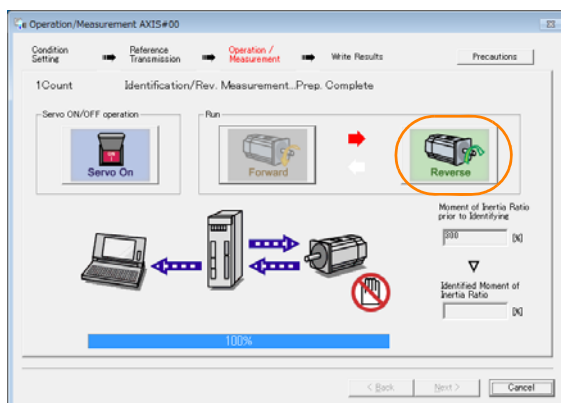 Operation/Measurement AXIS#00
Condition Setting
Reference Transmission
Operation / Measurement
Write Results
Precautions
1Count Identification/Rev. Measurement...Prep. Complete
Servo ON/OFF operation
Run
Servo On
Forward
Reverse
Moment of Inertia Ratio
prior to Identifying
300 [%]
Identified Moment of
Inertia Ratio
[%]
100%
< Back
Next >
Cancel